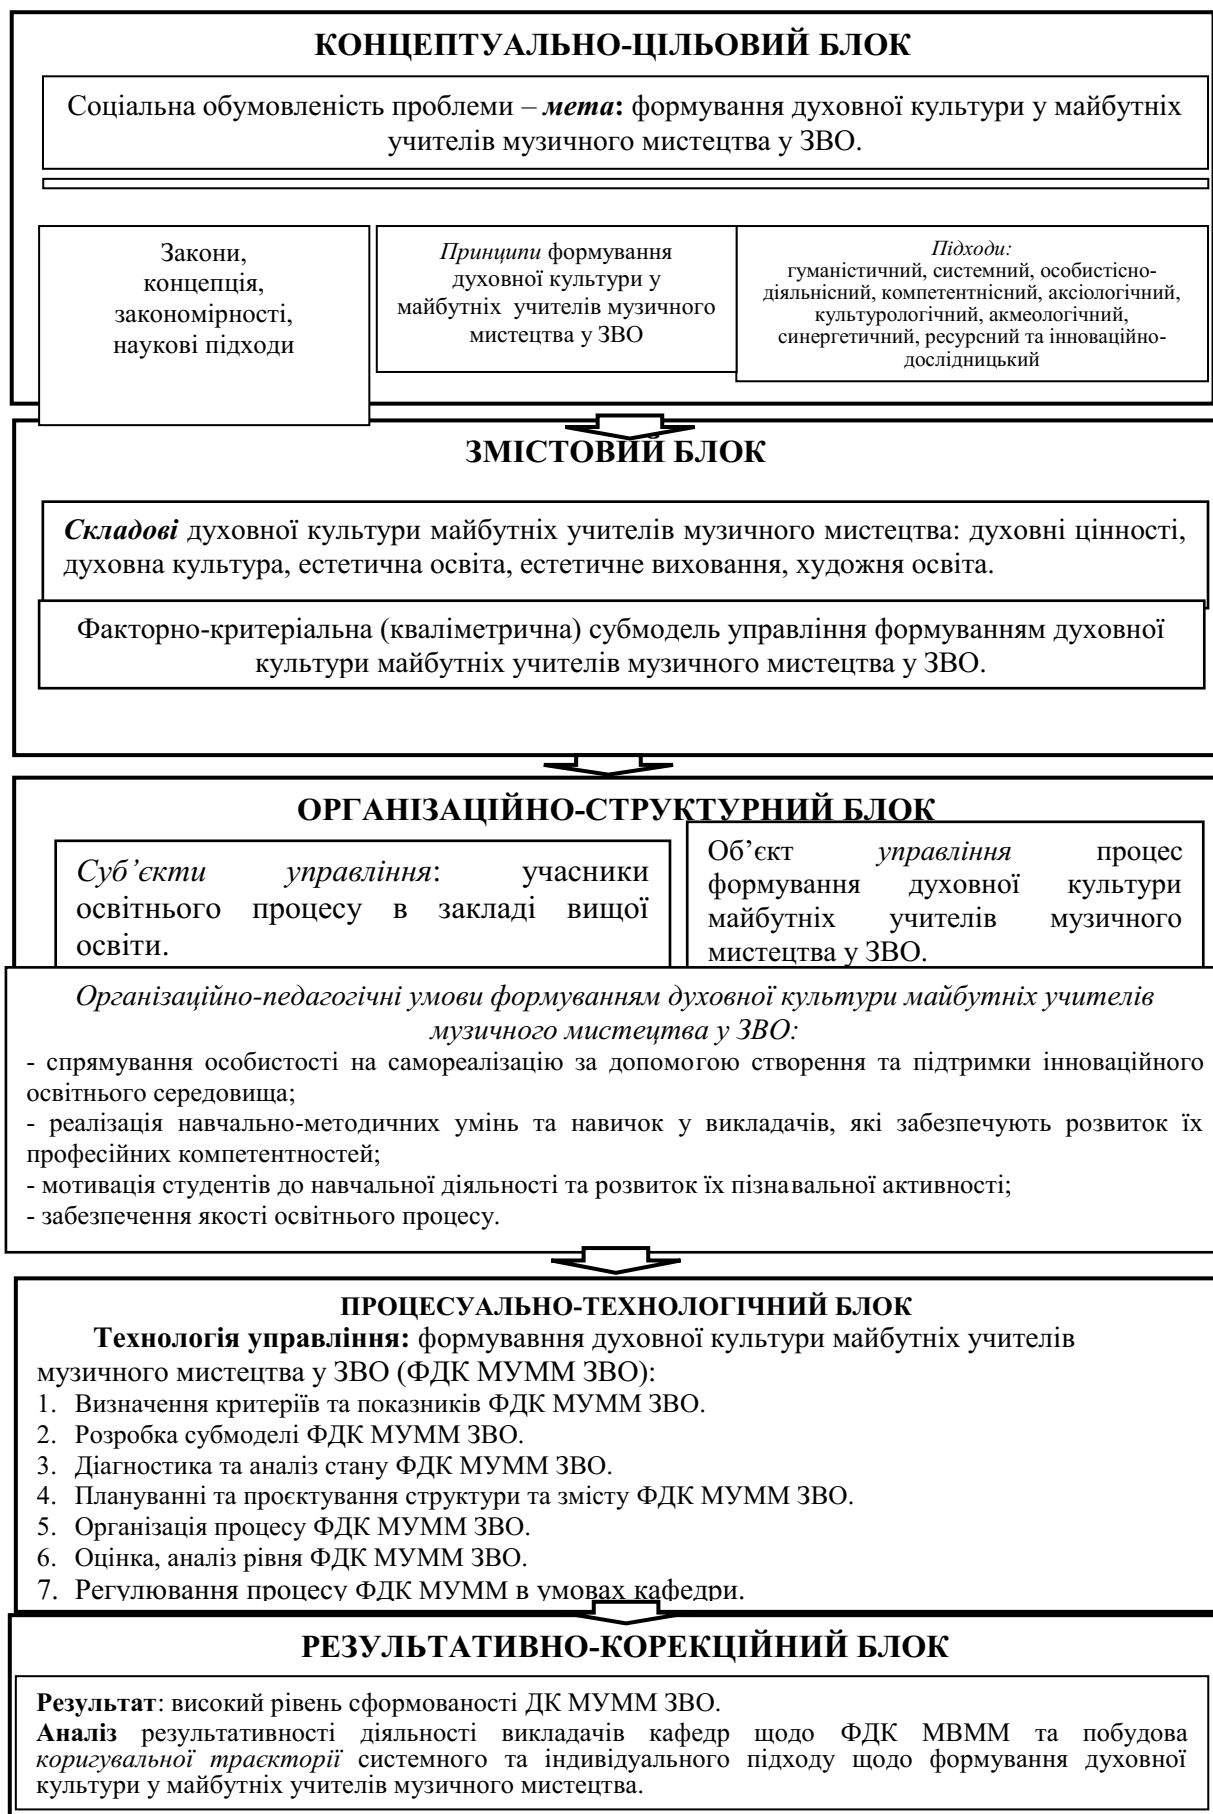 КОНЦЕПТУАЛЬНО-ЦІЛЬОВИЙ БЛОК
Соціальна обумовленість проблеми – мета: формування духовної культури у майбутніх
учителів музичного мистецтва у ЗВО.
Закони,
концепція,
закономірності,
наукові підходи
Принципи формування
духовної культури у
майбутніх учителів музичного
мистецтва у ЗВО
Підходи:
гуманістичний, системний, особистісно-
діяльнісний, компетентнісний, аксіологічний,
культурологічний, акмеологічний,
синергетичний, ресурсний та інноваційно-
дослідницький
ЗМІСТОВИЙ БЛОК
Складові духовної культури майбутніх учителів музичного мистецтва: духовні цінності,
духовна культура, естетична освіта, естетичне виховання, художня освіта.
Факторно-критеріальна (кваліметрична) субмодель управління формуванням духовної
культури майбутніх учителів музичного мистецтва у ЗВО.
ОРГАНІЗАЦІЙНО-СТРУКТУРНИЙ БЛОК
Суб’єкти управління: учасники
освітнього процесу в закладі вищої
освіти.
Об’єкт управління процес
формування духовної культури
майбутніх учителів музичного
мистецтва у ЗВО.
Організаційно-педагогічні умови формуванням духовної культури майбутніх учителів
музичного мистецтва у ЗВО:
- спрямування особистості на самореалізацію за допомогою створення та підтримки інноваційного
освітнього середовища;
- реалізація навчально-методичних умінь та навичок у викладачів, які забезпечують розвиток їх
професійних компетентностей;
- мотивація студентів до навчальної діяльності та розвиток їх пізнавальної активності;
- забезпечення якості освітнього процесу.
ПРОЦЕСУАЛЬНО-ТЕХНОЛОГІЧНИЙ БЛОК
Технологія управління: формувавння духовної культури майбутніх учителів
музичного мистецтва у ЗВО (ФДК МУММ ЗВО):
1. Визначення критеріїв та показників ФДК МУММ ЗВО.
2. Розробка субмоделі ФДК МУММ ЗВО.
3. Діагностика та аналіз стану ФДК МУММ ЗВО.
4. Плануванні та проєктування структури та змісту ФДК МУММ ЗВО.
5. Організація процесу ФДК МУММ ЗВО.
6. Оцінка, аналіз рівня ФДК МУММ ЗВО.
7. Регулювання процесу ФДК МУММ в умовах кафедри.
РЕЗУЛЬТАТИВНО-КОРЕКЦІЙНИЙ БЛОК
Результат: високий рівень сформованості ДК МУММ ЗВО.
Аналіз результативності діяльності викладачів кафедр щодо ФДК МВММ та побудова
коригувальної траєкторії системного та індивідуального підходу щодо формування духовної
культури у майбутніх учителів музичного мистецтва.